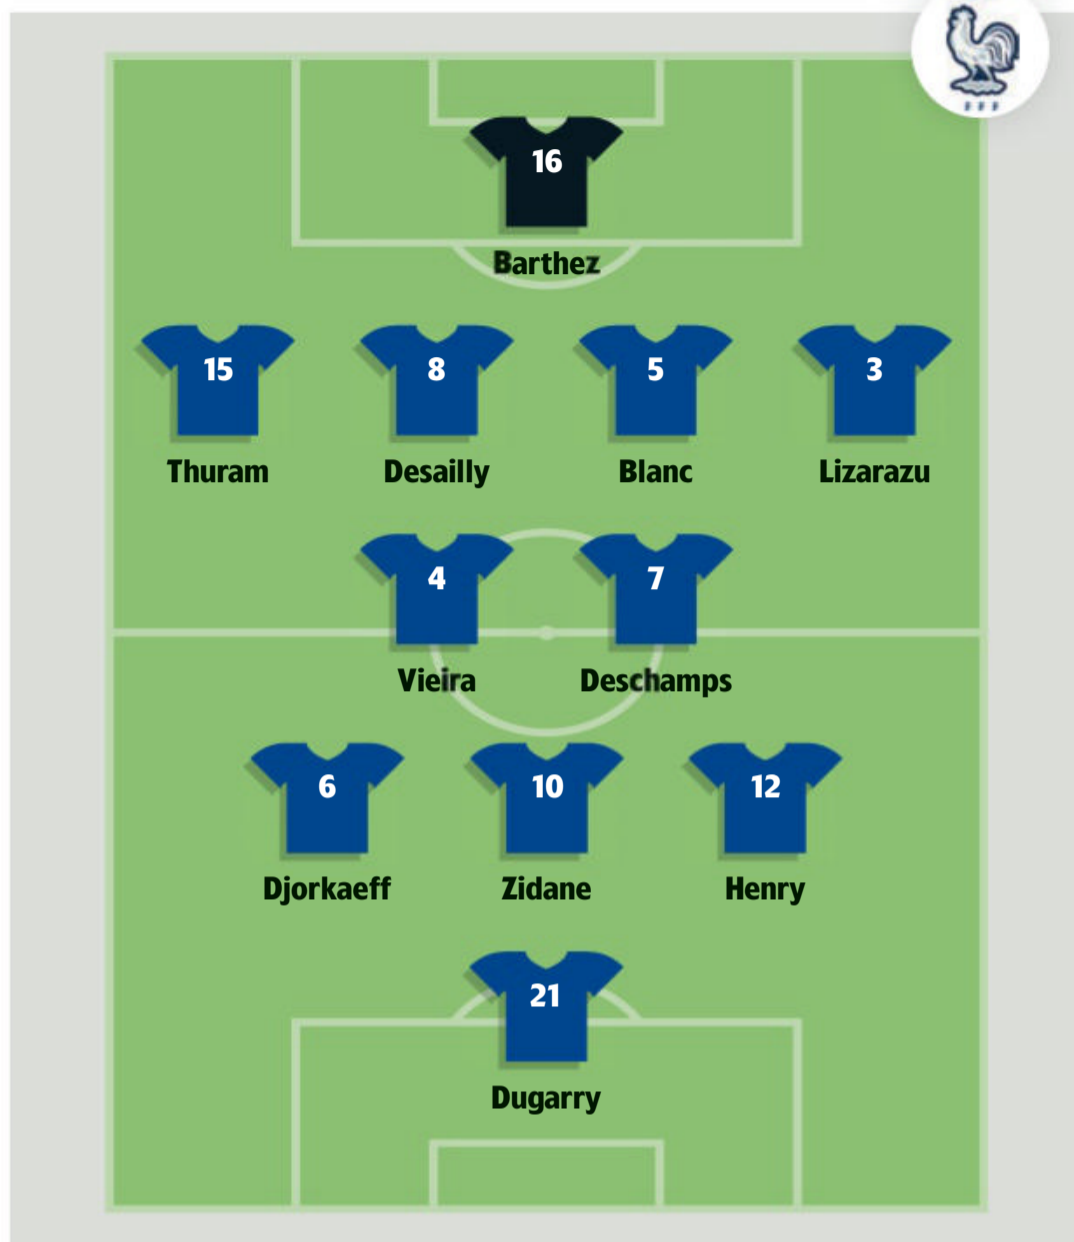 FFF
16
Barthez
15 8 5 3
Thuram Desailly Blanc Lizarazu
4 7
Vieira Deschamps
6 10 12
Djorkaeff Zidane Henry
21
Dugarry